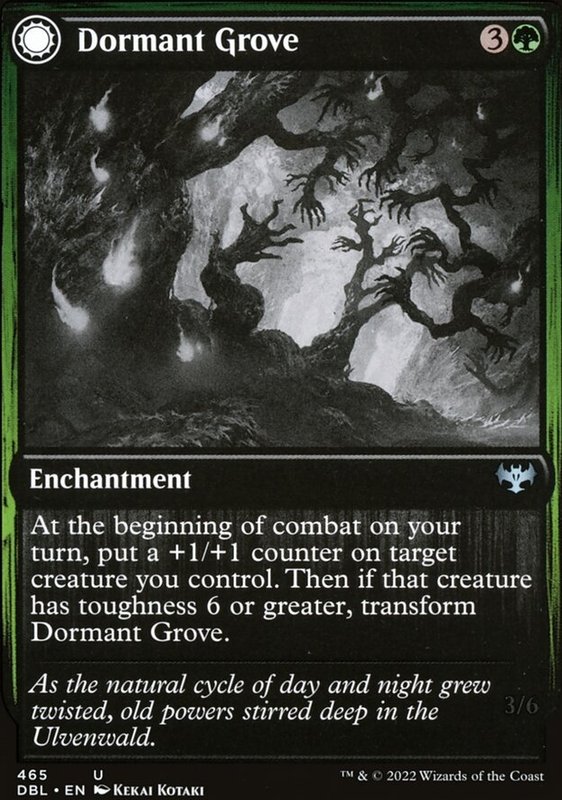 Dormant Grove 3
Enchantment
At the beginning of combat on your
turn, put a +1/+1 counter on target
creature you control. Then if that creature
has toughness 6 or greater, transform
Dormant Grove.
As the natural cycle of day and night grew
twisted, old powers stirred deep in the
Ulvenwald.
3/6
465 U
DBL • EN Kekai Kotaki
™ & © 2022 Wizards of the Coast